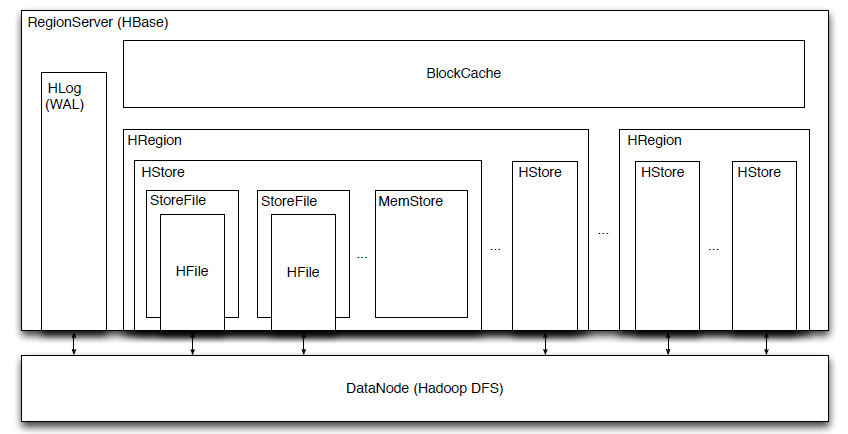 RegionServer (HBase)
BlockCache
HLog
(WAL)
HRegion
HRegion
HStore
HStore
HStore
HStore
StoreFile
StoreFile
MemStore
HFile
HFile
...
...
...
...
DataNode (Hadoop DFS)